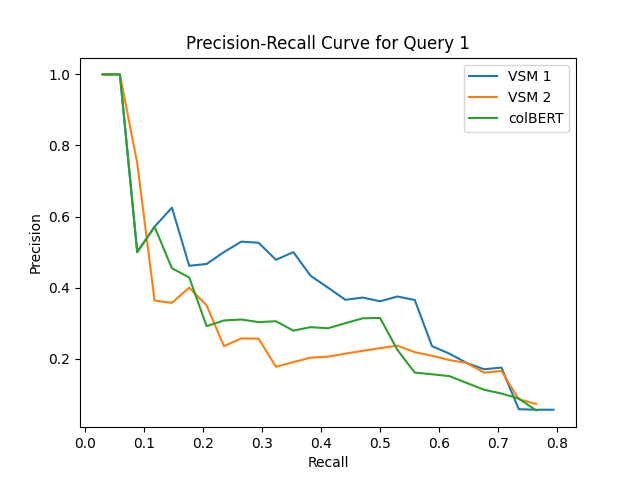 Precision-Recall Curve for Query 1
VSM 1
VSM 2
colBERT
Precision
1.0
0.8
0.6
0.4
0.2
0.0 0.1 0.2 0.3 0.4 0.5 0.6 0.7 0.8
Recall